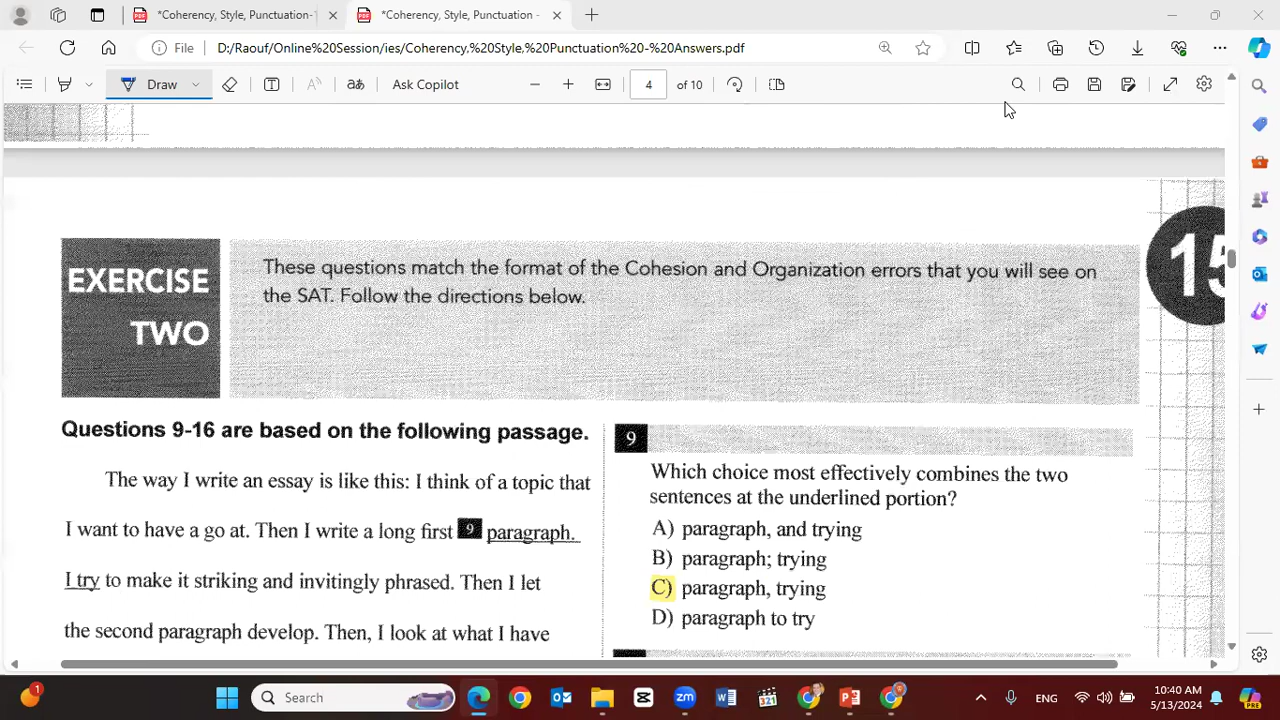 *Coherency, Style, Punctuation -
*Coherency, Style, Punctuation -
File
D:/Raouf/Online%20Session/ies/Coherency,%20Style,%20Punctuation%20-%20Answers.pdf
Draw
Ask Copilot
4
of 10
EXERCISE
TWO
These questions match the format of the Cohesion and Organization errors that you will see on
the SAT. Follow the directions below.
15
Questions 9-16 are based on the following passage.
The way I write an essay is like this: I think of a topic that
I want to have a go at. Then I write a long first 9 paragraph.
I try to make it striking and invitingly phrased. Then I let
the second paragraph develop. Then, I look at what I have
9
Which choice most effectively combines the two
sentences at the underlined portion?
A) paragraph, and trying
B) paragraph; trying
C) paragraph, trying
D) paragraph to try
1
Search
ENG
10:40 AM
5/13/2024